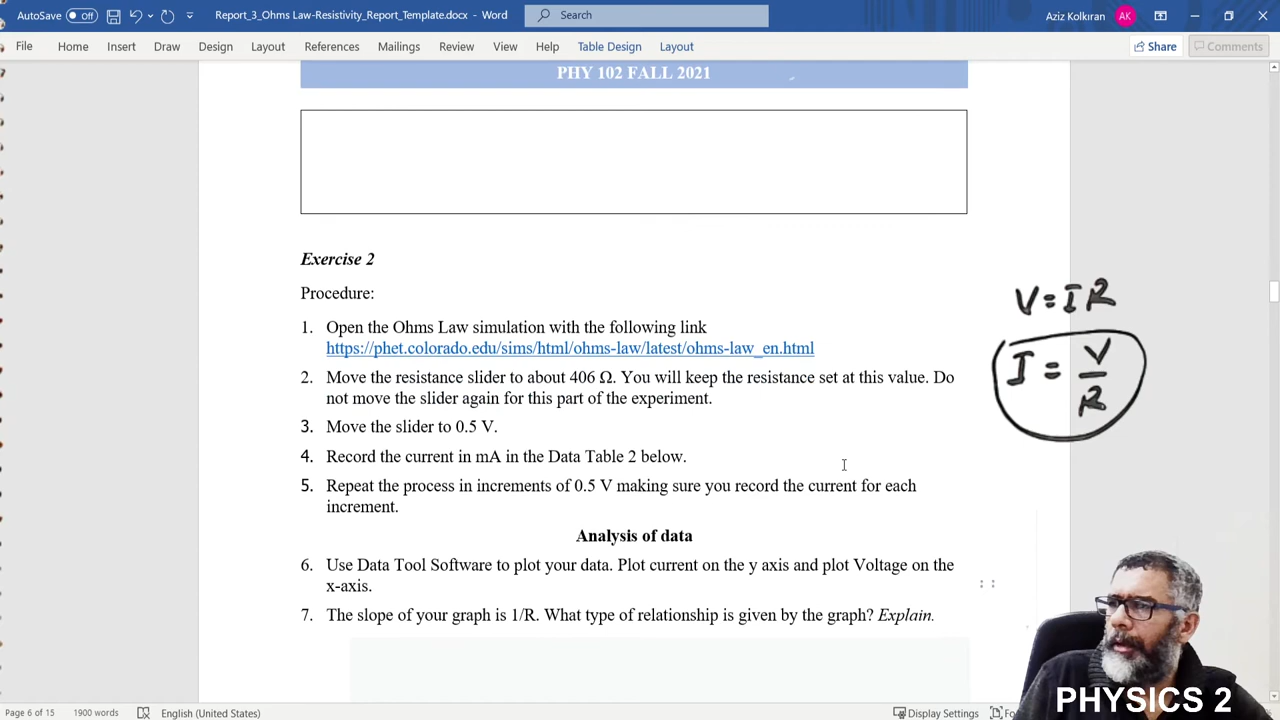 AutoSave Off Report_3_Ohms Law-Resistivity_Report_Template.docx - Word Search Aziz Kolkıran AK
File Home Insert Draw Design Layout References Mailings Review View Help Table Design Layout Share Comments
PHY 102 FALL 2021
Exercise 2
Procedure:
1. Open the Ohms Law simulation with the following link
https://phet.colorado.edu/sims/html/ohms-law/latest/ohms-law_en.html
2. Move the resistance slider to about 406 Ω. You will keep the resistance set at this value. Do
not move the slider again for this part of the experiment.
3. Move the slider to 0.5 V.
4. Record the current in mA in the Data Table 2 below.
5. Repeat the process in increments of 0.5 V making sure you record the current for each
increment.
Analysis of data
6. Use Data Tool Software to plot your data. Plot current on the y axis and plot Voltage on the
x-axis.
7. The slope of your graph is 1/R. What type of relationship is given by the graph? Explain.
V=IR
I = V
R
PHYSICS 2
Page 6 of 15 1900 words English (United States) Display Settings